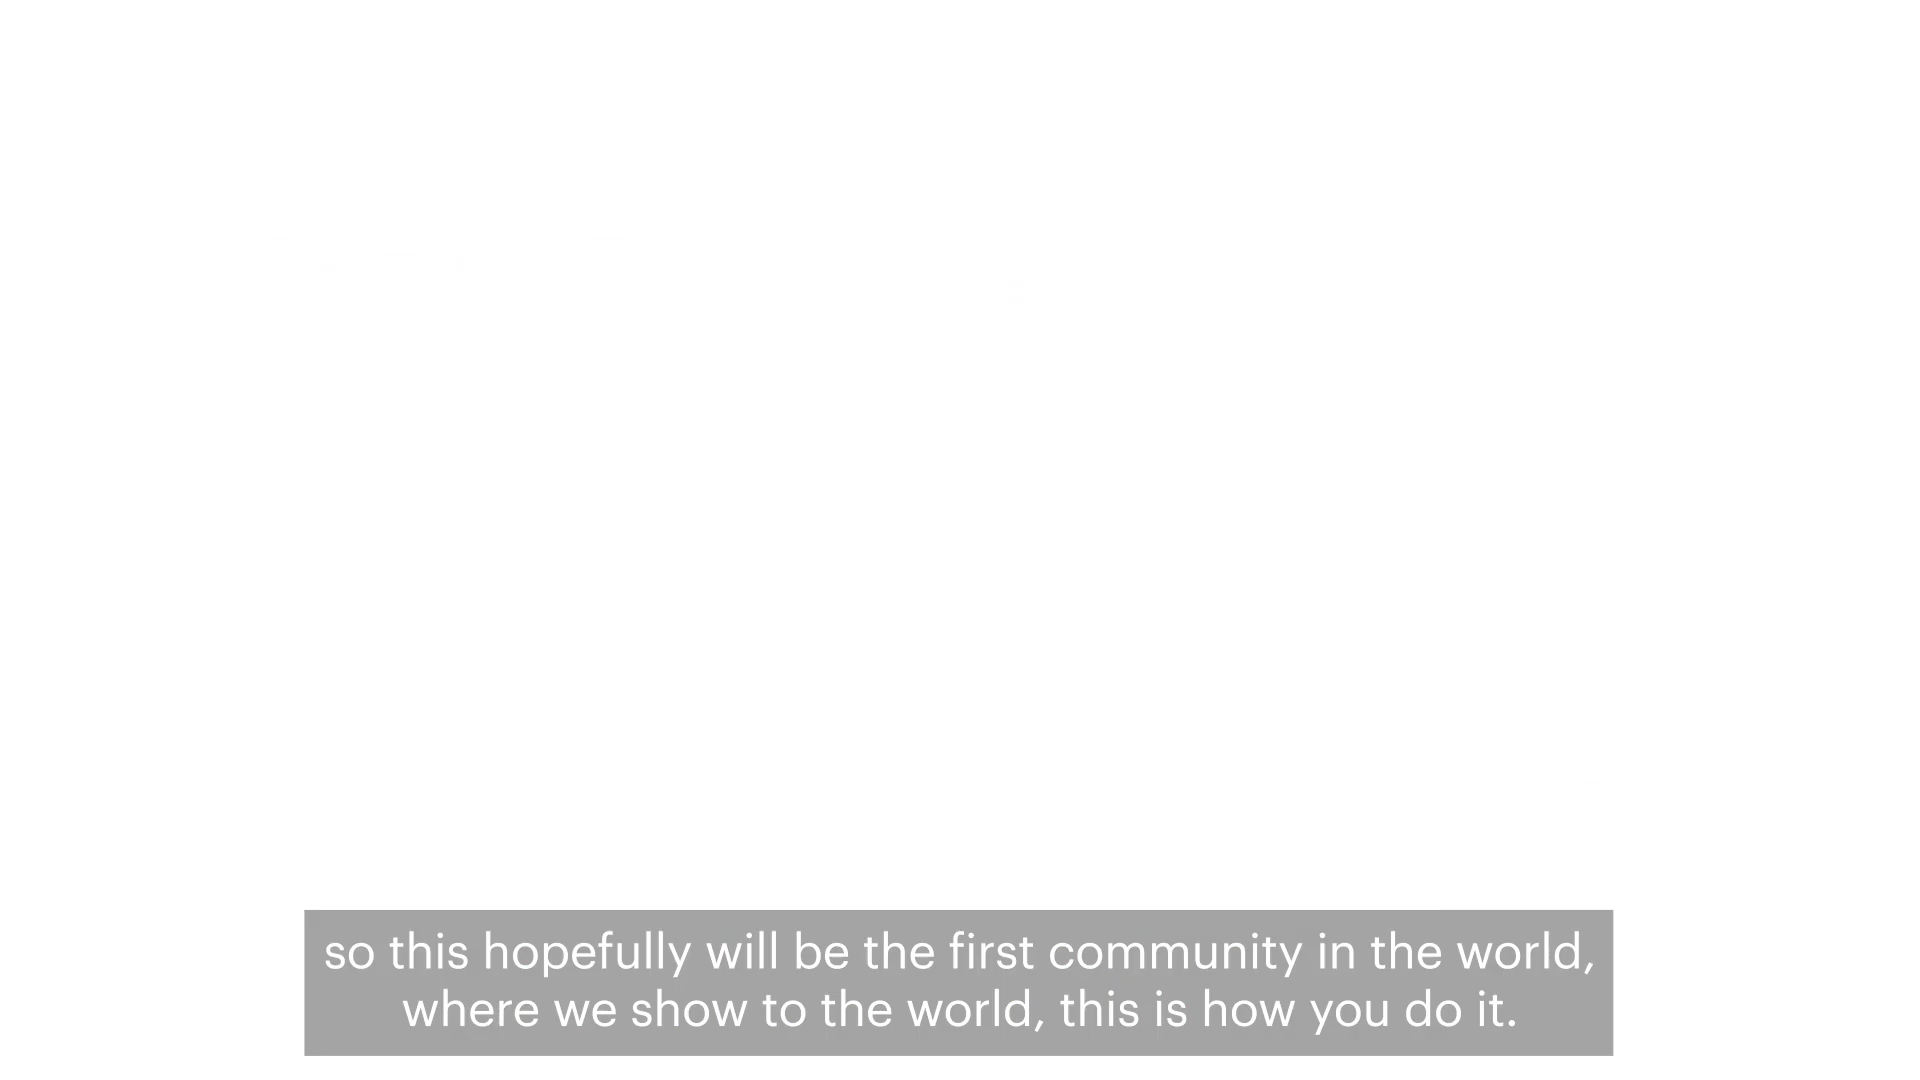 so this hopefully will be the first community in the world,
where we show to the world, this is how you do it.